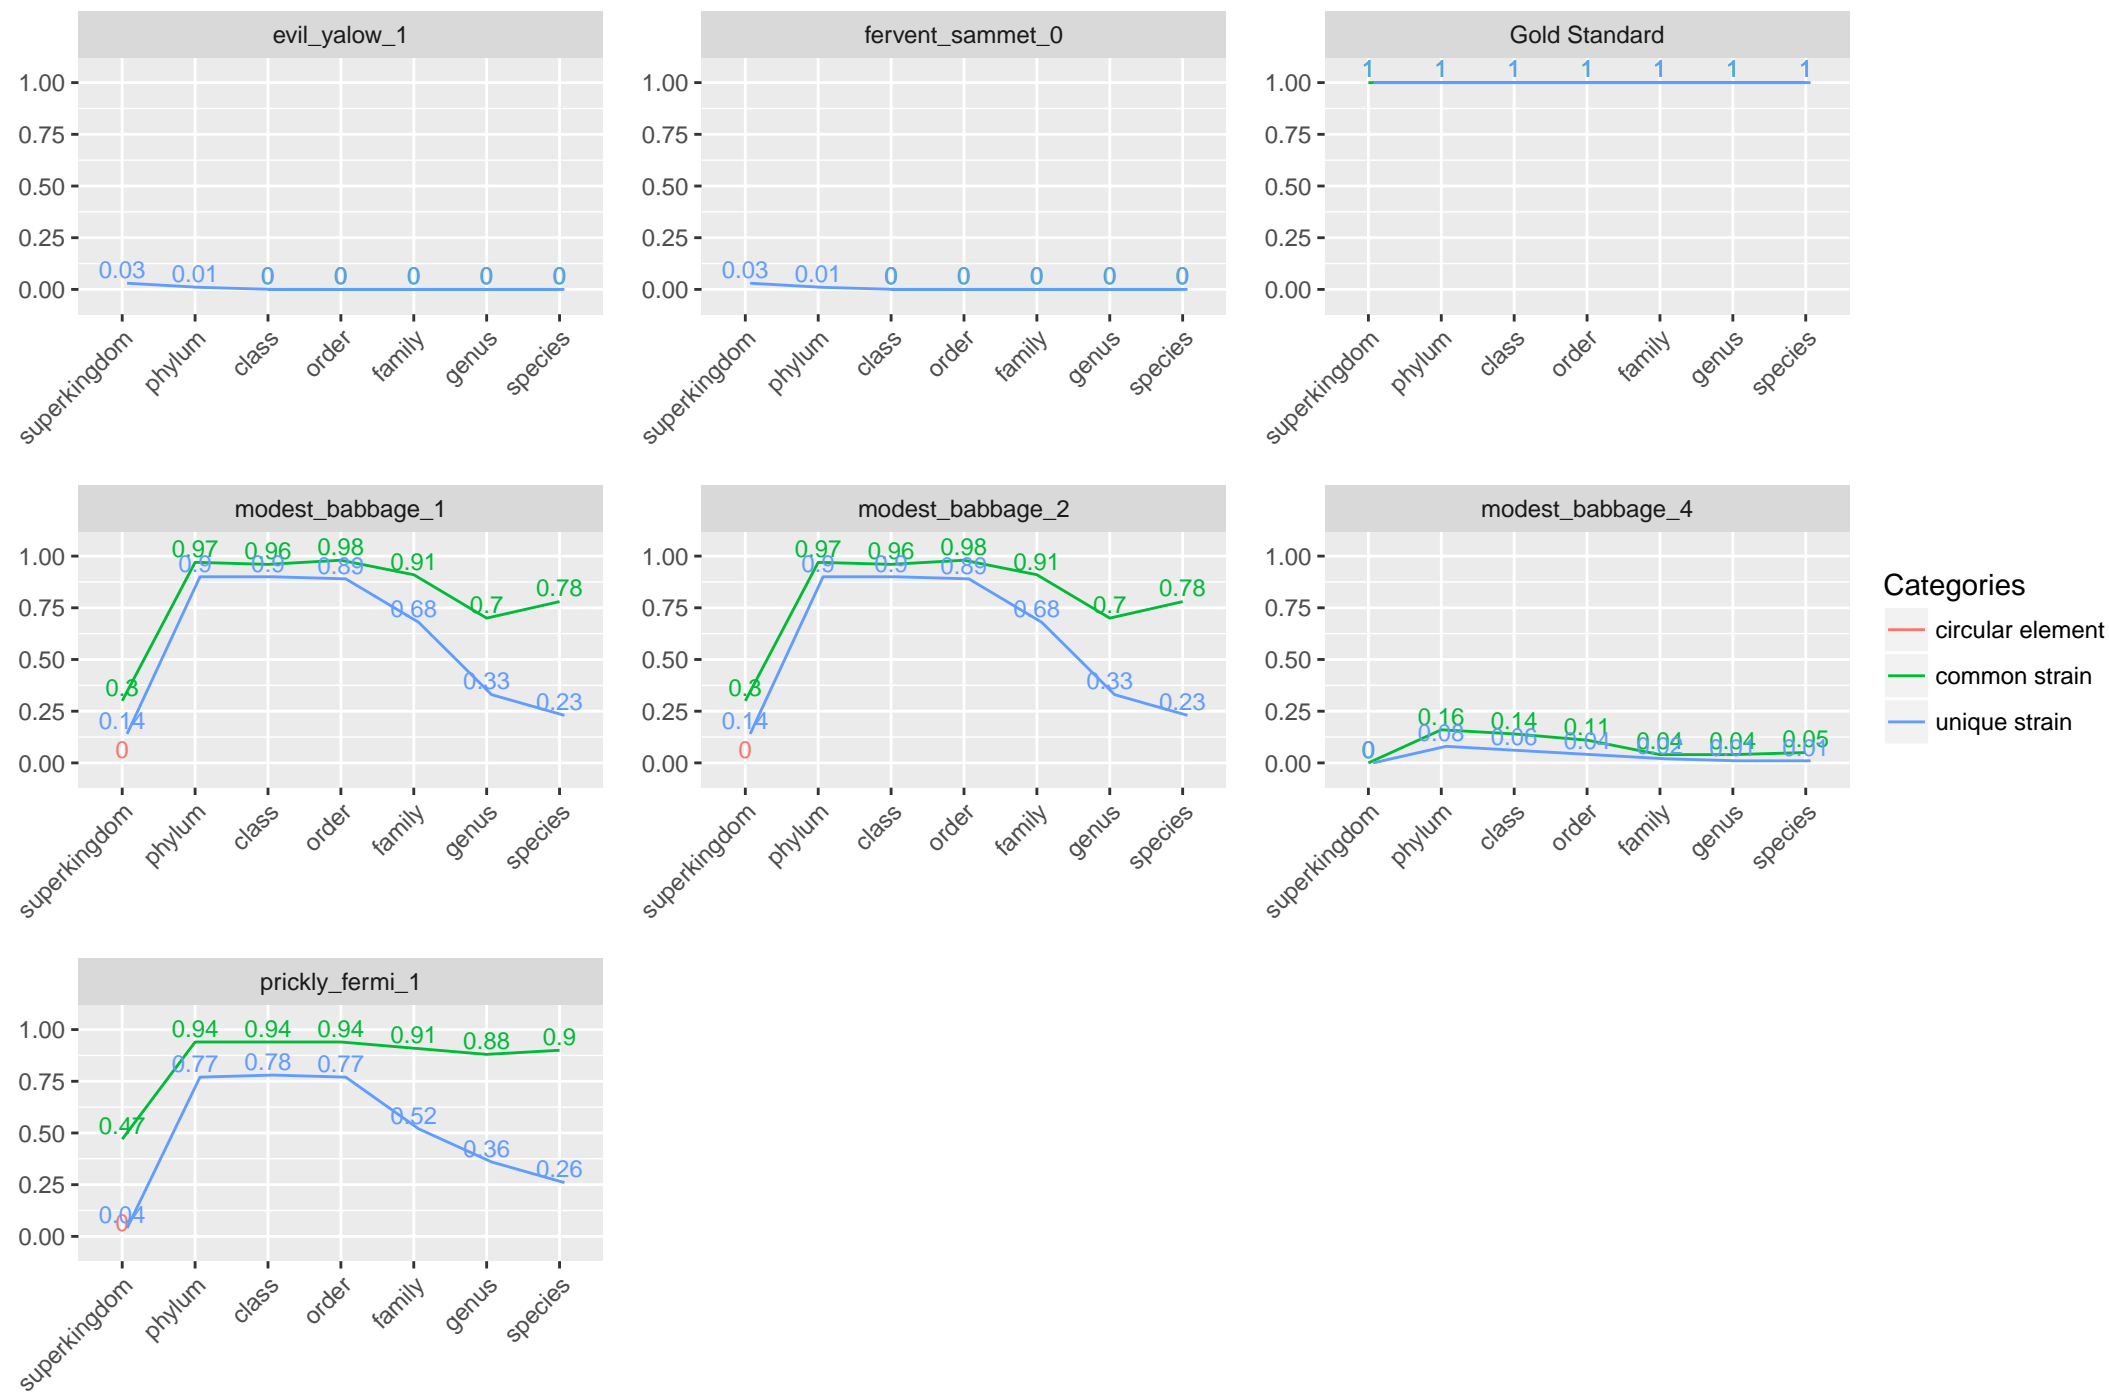 evil_yalow_1
fervent_sammet_0
Gold Standard
1.00
0.75
0.50
0.25
0.00
0.03 0.01 0 0 0 0 0
superkingdom phylum class order family genus species
1.00
0.75
0.50
0.25
0.00
0.03 0.01 0 0 0 0 0
superkingdom phylum class order family genus species
1.00
0.75
0.50
0.25
0.00
1 1 1 1 1 1 1
superkingdom phylum class order family genus species
modest_babbage_1
modest_babbage_2
modest_babbage_4
1.00
0.75
0.50
0.25
0.00
0.3 0.97 0.96 0.98 0.91 0.7 0.78
0.14 0.9 0.9 0.89 0.68 0.33 0.23
0
superkingdom phylum class order family genus species
1.00
0.75
0.50
0.25
0.00
0.3 0.97 0.96 0.98 0.91 0.7 0.78
0.14 0.9 0.9 0.89 0.68 0.33 0.23
0
superkingdom phylum class order family genus species
1.00
0.75
0.50
0.25
0.00
0 0.16 0.14 0.11 0.04 0.04 0.05
0 0.08 0.06 0.04 0.02 0.01 0.01
superkingdom phylum class order family genus species
Categories
circular element
common strain
unique strain
prickly_fermi_1
1.00
0.75
0.50
0.25
0.00
0.47 0.94 0.94 0.94 0.91 0.88 0.9
0.04 0.77 0.78 0.77 0.52 0.36 0.26
0
superkingdom phylum class order family genus species